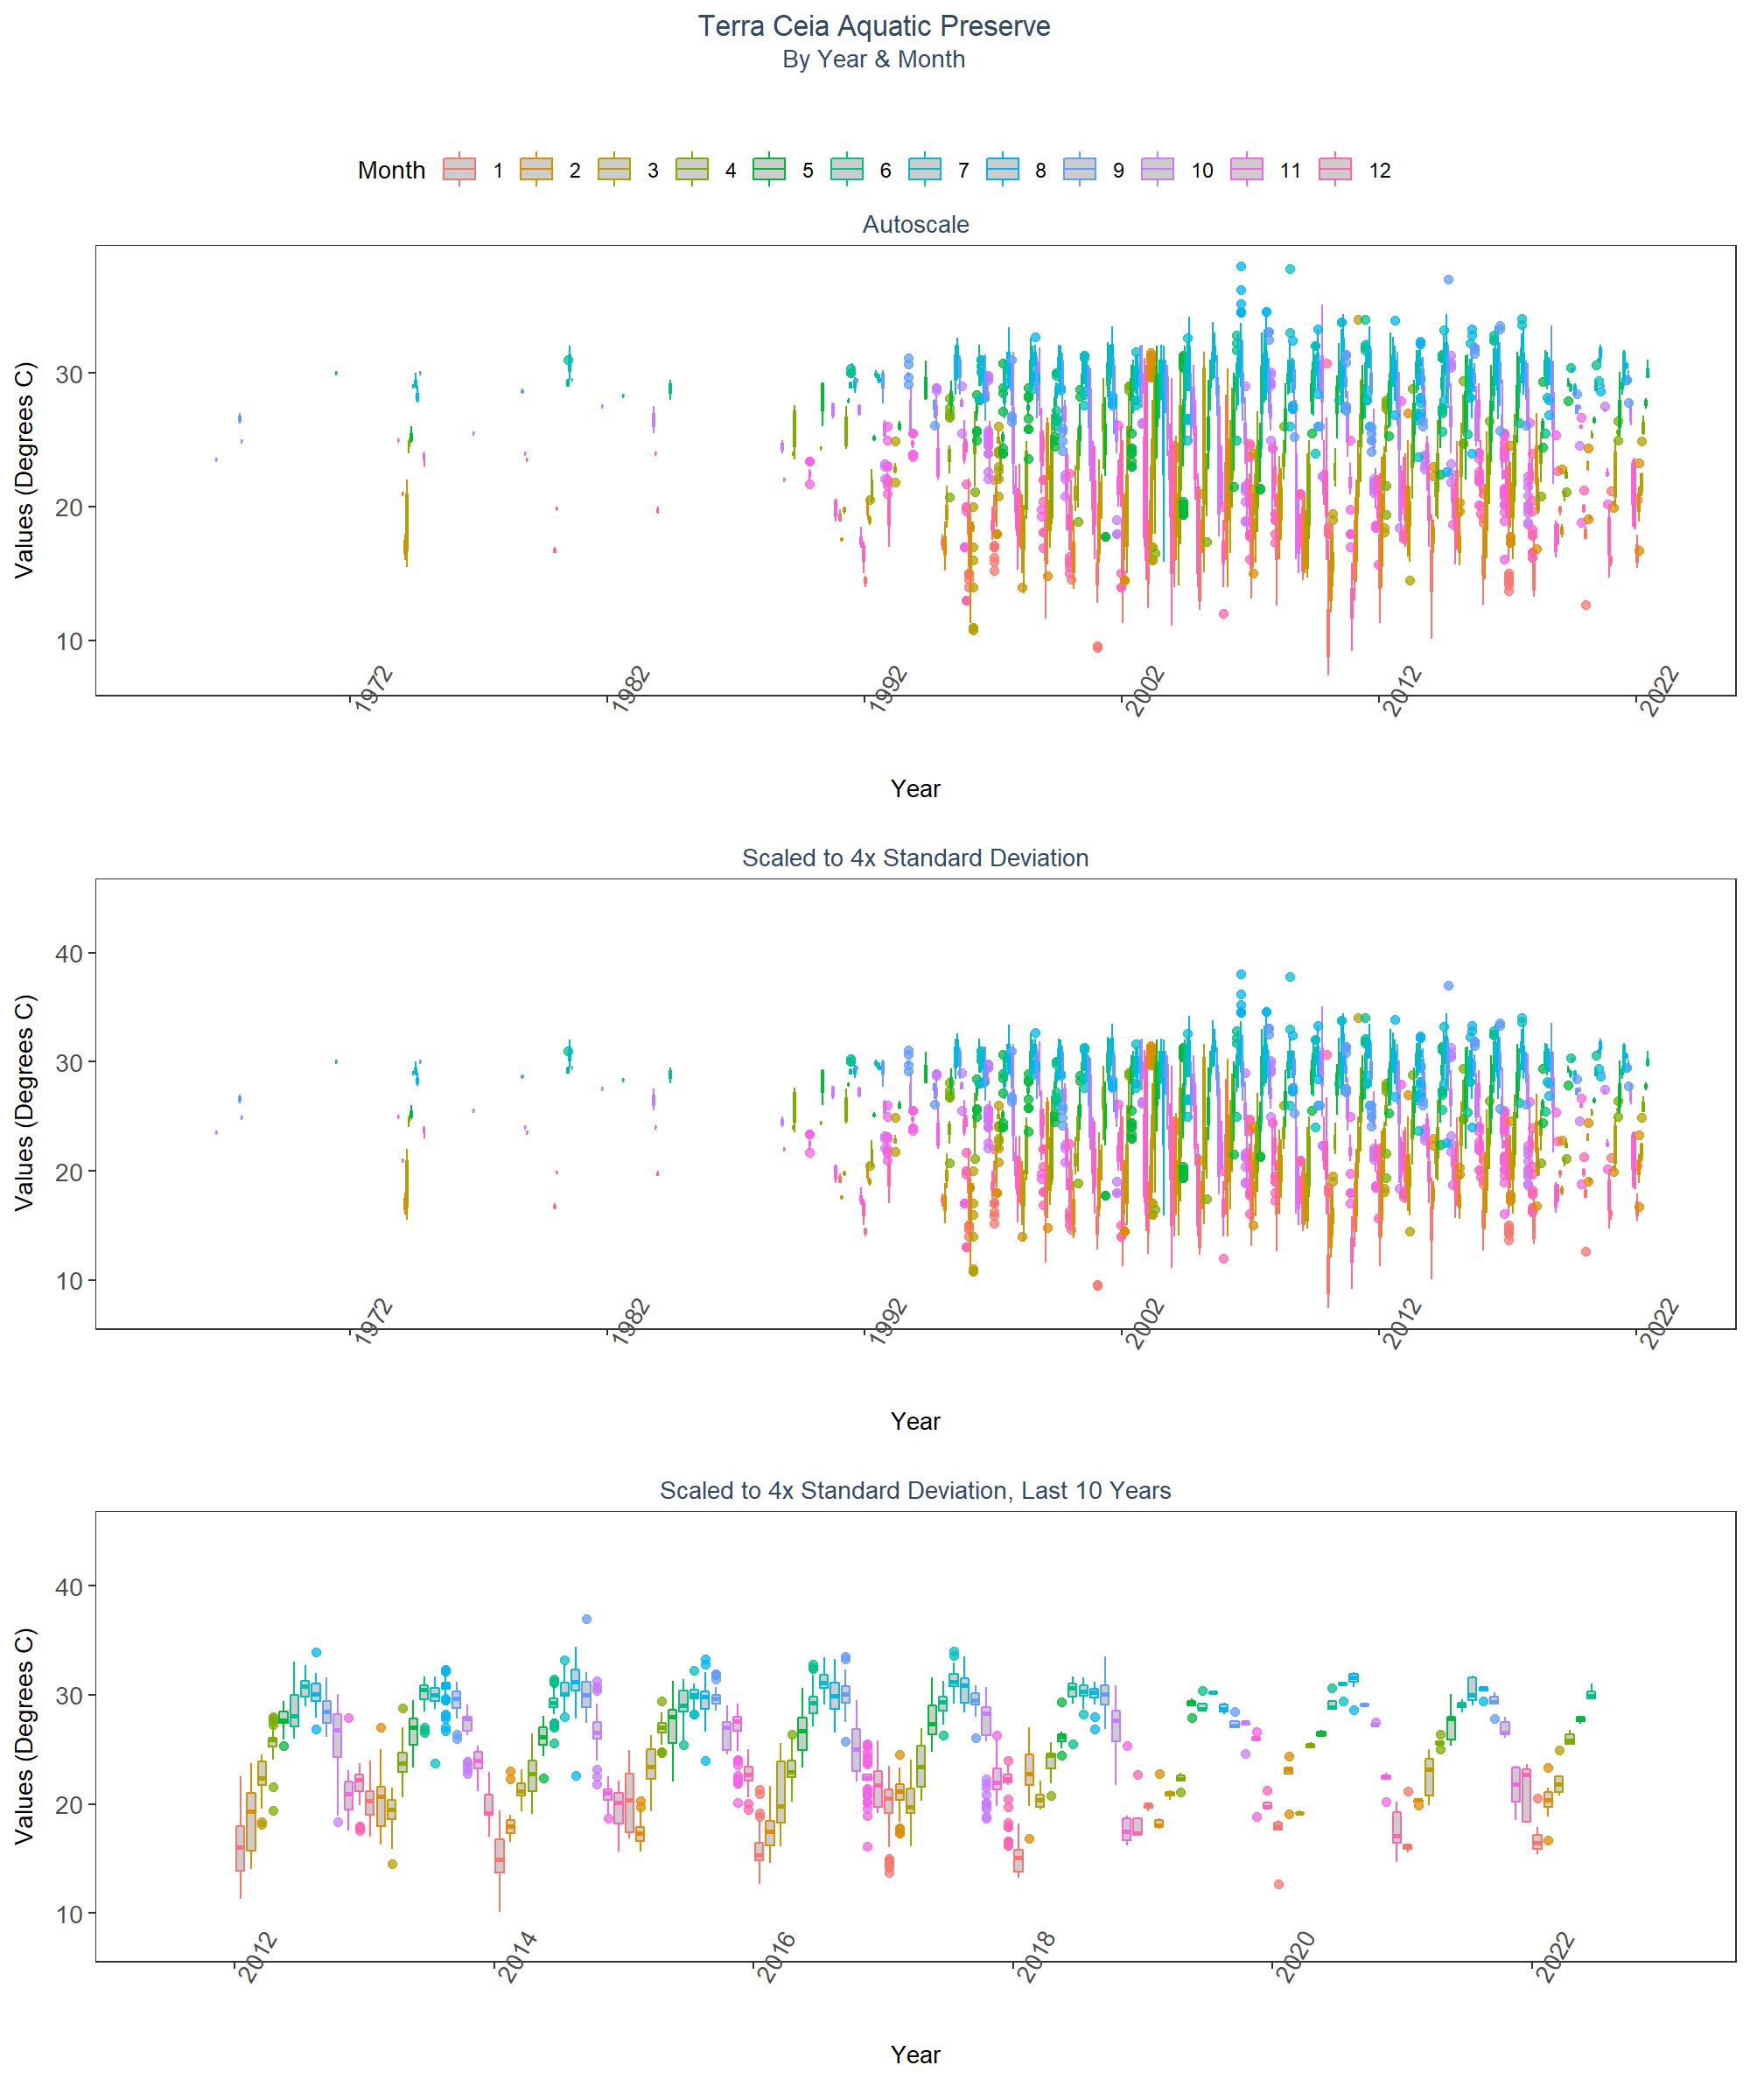 Terra Ceia Aquatic Preserve
By Year & Month
Month 1 2 3 4 5 6 7 8 9 10 11 12
Autoscale
Values (Degrees C)
30
20
10
1972 1982 1992 2002 2012 2022
Year
Scaled to 4x Standard Deviation
Values (Degrees C)
40
30
20
10
1972 1982 1992 2002 2012 2022
Year
Scaled to 4x Standard Deviation, Last 10 Years
Values (Degrees C)
40
30
20
10
2012 2014 2016 2018 2020 2022
Year